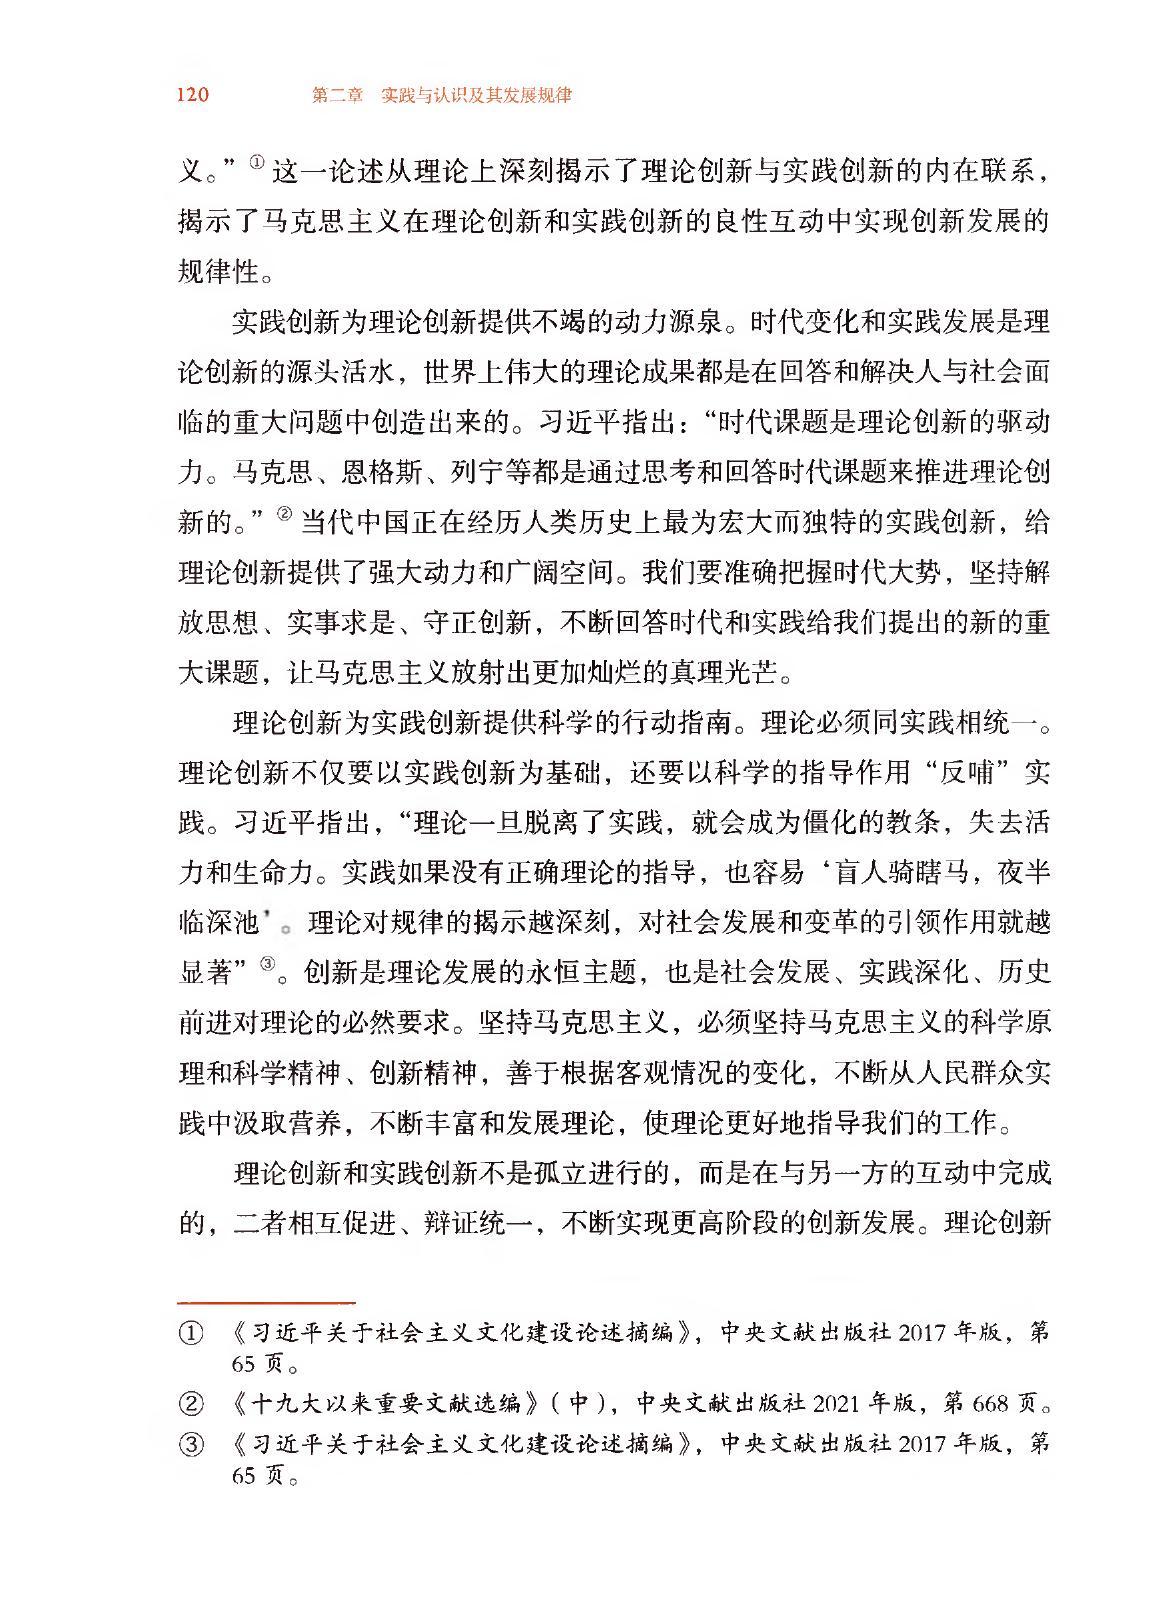 120 第二章 实践与认识及其发展规律
义。”①这一论述从理论上深刻揭示了理论创新与实践创新的内在联系，
揭示了马克思主义在理论创新和实践创新的良性互动中实现创新发展的
规律性。
实践创新为理论创新提供不竭的动力源泉。时代变化和实践发展是理
论创新的源头活水，世界上伟大的理论成果都是在回答和解决人与社会面
临的重大问题中创造出来的。习近平指出：“时代课题是理论创新的驱动
力。马克思、恩格斯、列宁等都是通过思考和回答时代课题来推进理论创
新的。”②当代中国正在经历人类历史上最为宏大而独特的实践创新，给
理论创新提供了强大动力和广阔空间。我们要准确把握时代大势，坚持解
放思想、实事求是、守正创新，不断回答时代和实践给我们提出的新的重
大课题，让马克思主义放射出更加灿烂的真理光芒。
理论创新为实践创新提供科学的行动指南。理论必须同实践相统一。
理论创新不仅要以实践创新为基础，还要以科学的指导作用“反哺”实
践。习近平指出，“理论一旦脱离了实践，就会成为僵化的教条，失去活
力和生命力。实践如果没有正确理论的指导，也容易‘盲人骑瞎马，夜半
临深池’。理论对规律的揭示越深刻，对社会发展和变革的引领作用就越
显著”③。创新是理论发展的永恒主题，也是社会发展、实践深化、历史
前进对理论的必然要求。坚持马克思主义，必须坚持马克思主义的科学原
理和科学精神、创新精神，善于根据客观情况的变化，不断从人民群众实
践中汲取营养，不断丰富和发展理论，使理论更好地指导我们的工作。
理论创新和实践创新不是孤立进行的，而是在与另一方的互动中完成
的，二者相互促进、辩证统一，不断实现更高阶段的创新发展。理论创新
① 《习近平关于社会主义文化建设论述摘编》，中央文献出版社 2017 年版，第
65 页。
② 《十九大以来重要文献选编》（中），中央文献出版社 2021 年版，第 668 页。
③ 《习近平关于社会主义文化建设论述摘编》，中央文献出版社 2017 年版，第
65 页。